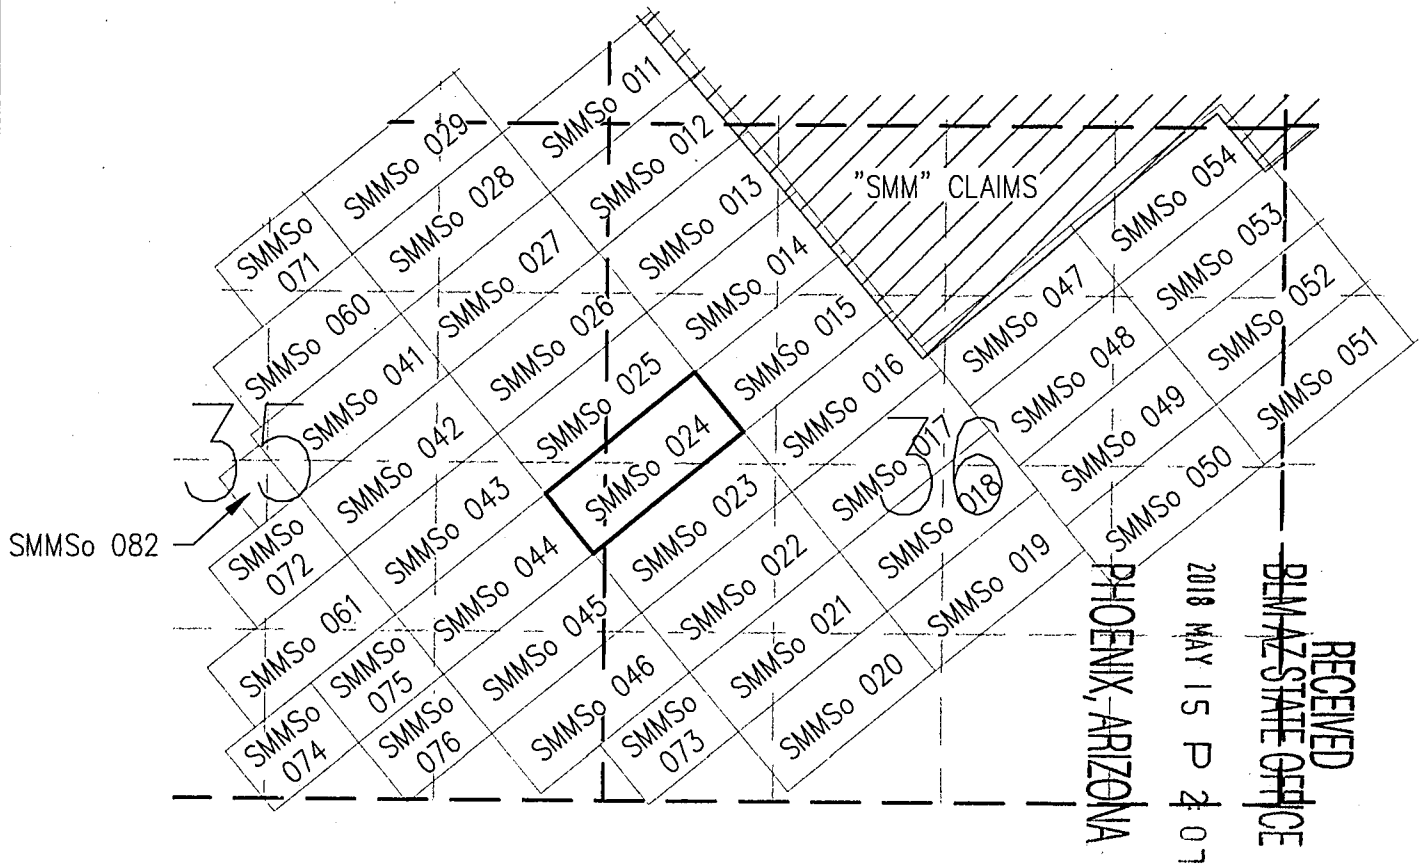 SMMSo 011
SMMSo 012
SMMSo 013
SMMSo 014
SMMSo 015
SMMSo 016
SMMSo 017
SMMSo 018
SMMSo 019
SMMSo 029
SMMSo 028
SMMSo 027
SMMSo 026
SMMSo 025
SMMSo 024
SMMSo 023
SMMSo 022
SMMSo 021
SMMSo 020
SMMSo
071
SMMSo 060
SMMSo 041
SMMSo 042
SMMSo 043
SMMSo 044
SMMSo 045
SMMSo 046
SMMSo
073
SMMSo
072
SMMSo 061
SMMSo
075
SMMSo
076
SMMSo
074
SMMSo 082
35
36
"SMM" CLAIMS
SMMSo 054
SMMSo 053
SMMSo 052
SMMSo 051
SMMSo 047
SMMSo 048
SMMSo 049
SMMSo 050
RECEIVED
BLM AZ STATE OFFICE
2018 MAY 15 P 2:07
PHOENIX, ARIZONA